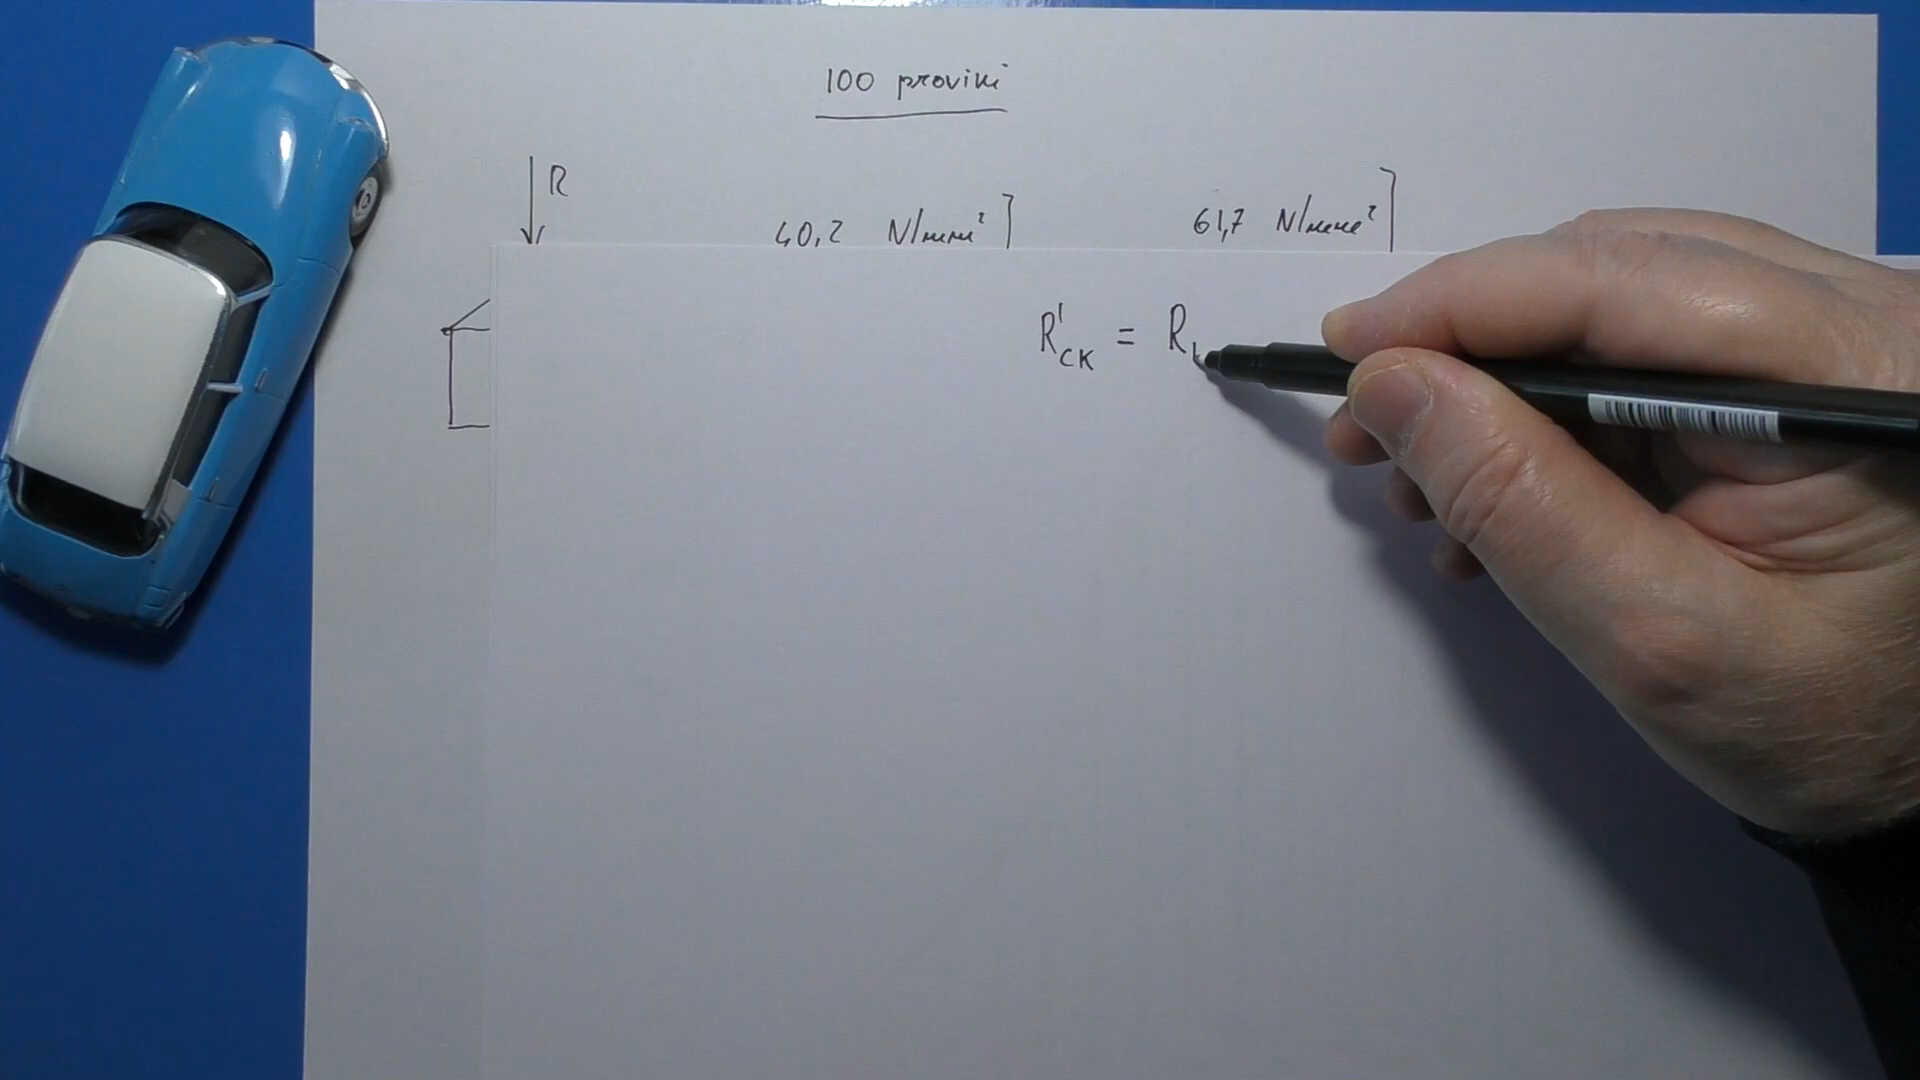 100 provini
R
40,2 N/mm² 61,7 N/mm²
R'ck = R